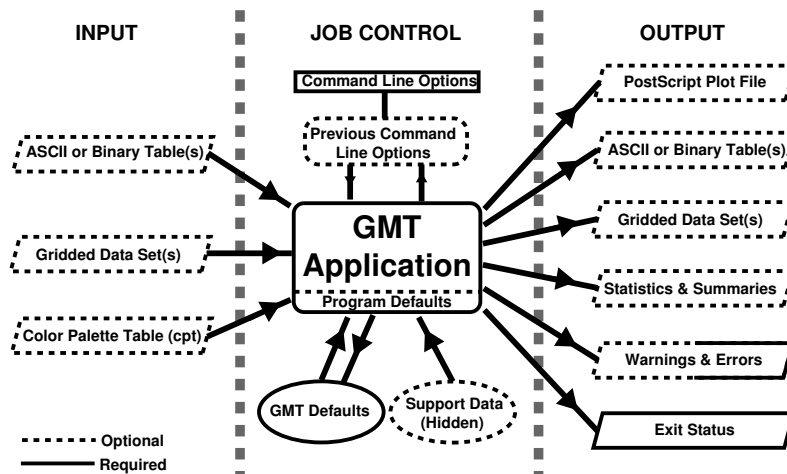 INPUT
JOB CONTROL
OUTPUT
Command Line Options
Previous Command
Line Options
ASCII or Binary Table(s)
Gridded Data Set(s)
Color Palette Table (cpt)
GMT
Application
Program Defaults
GMT Defaults
Support Data
(Hidden)
PostScript Plot File
ASCII or Binary Table(s)
Gridded Data Set(s)
Statistics & Summaries
Warnings & Errors
Exit Status
Optional
Required